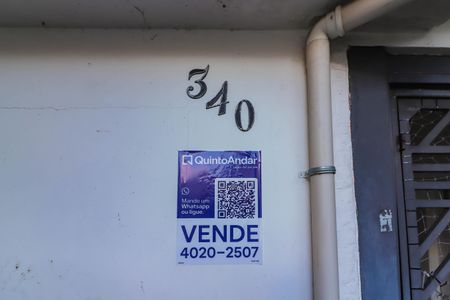 340
QuintoAndar
Mande um
Whatsapp
ou ligue.
VENDE
4020-2507